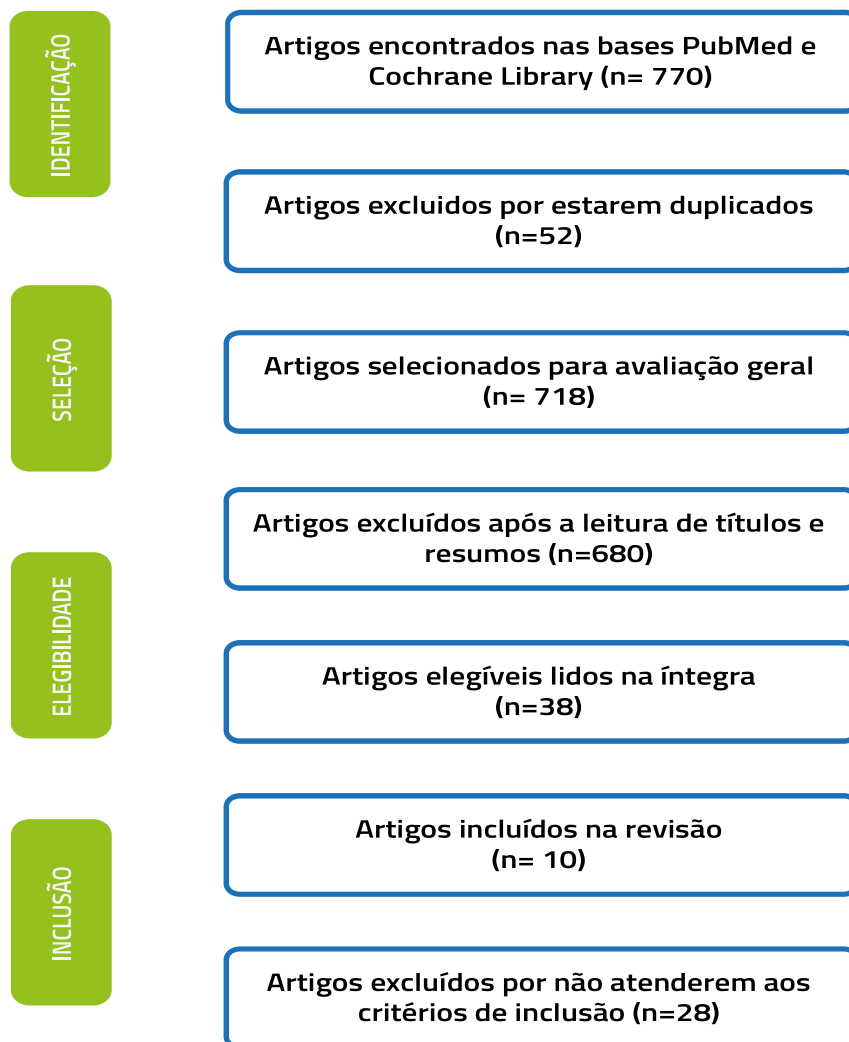 IDENTIFICAÇÃO
Artigos encontrados nas bases PubMed e
Cochrane Library (n= 770)
Artigos excluidos por estarem duplicados
(n=52)
SELEÇÃO
Artigos selecionados para avaliação geral
(n= 718)
Artigos excluídos após a leitura de títulos e
resumos (n=680)
ELEGIBILIDADE
Artigos elegíveis lidos na íntegra
(n=38)
Artigos incluídos na revisão
(n= 10)
INCLUSÃO
Artigos excluídos por não atenderem aos
critérios de inclusão (n=28)